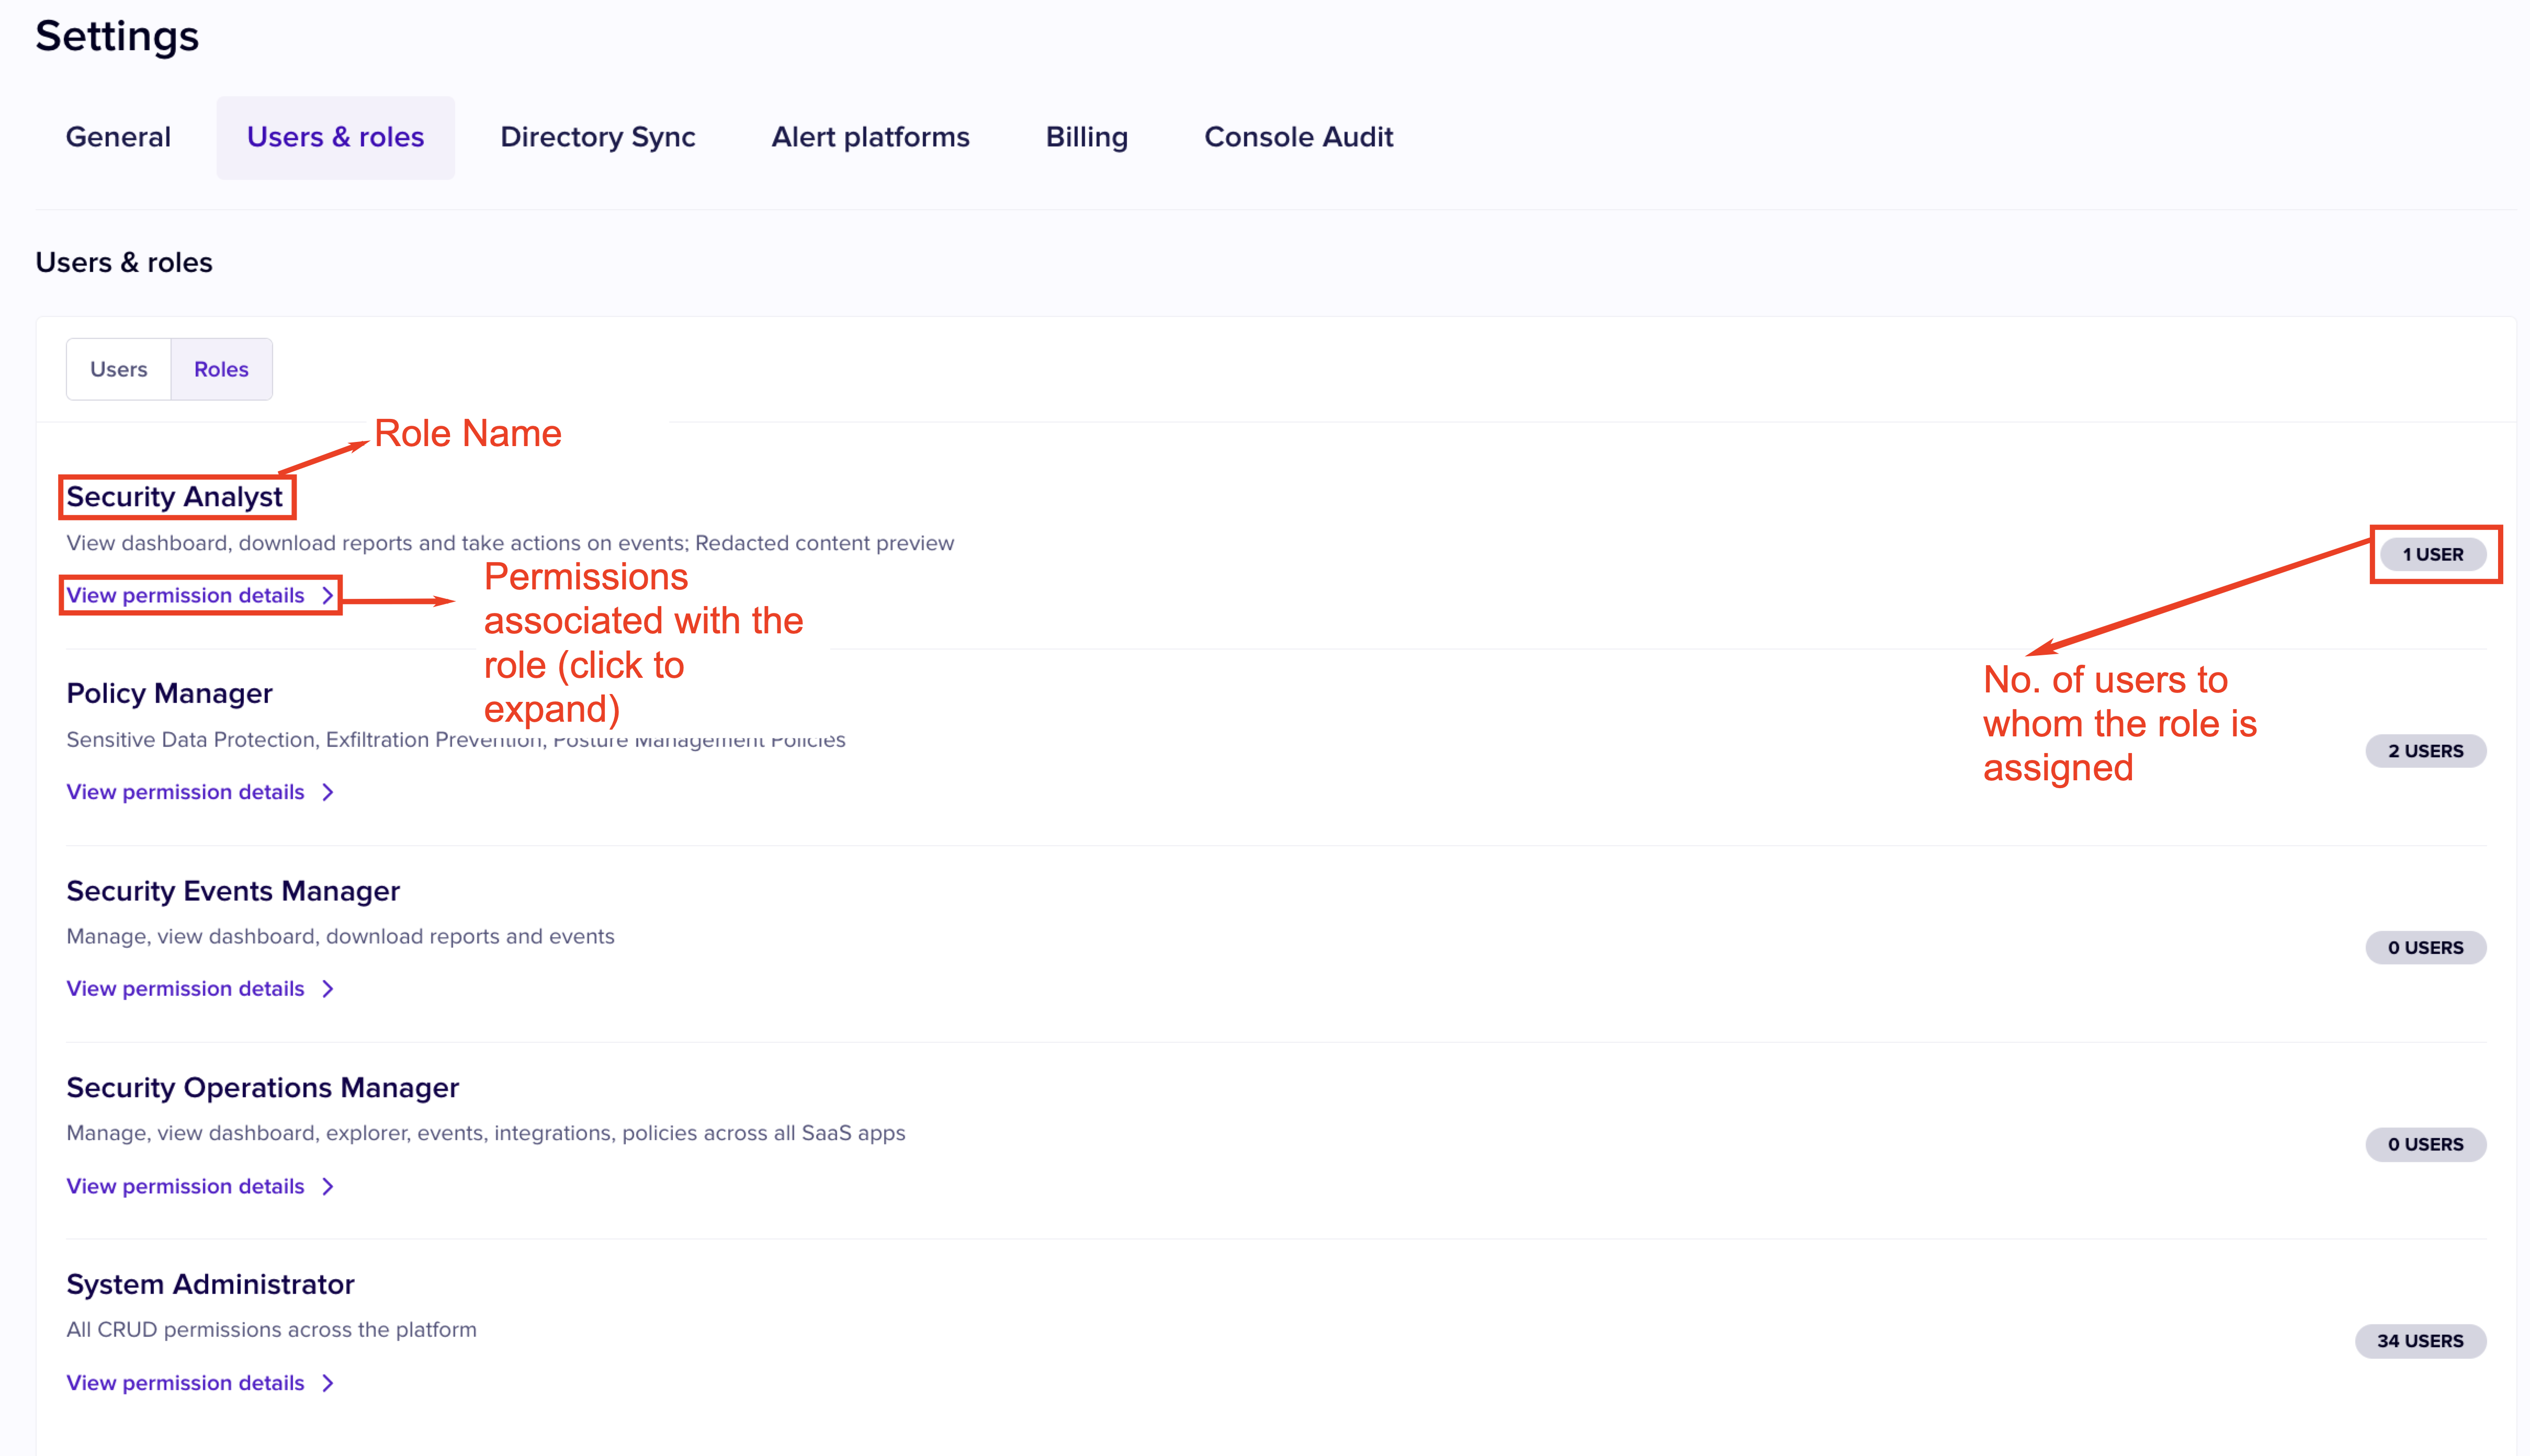 Settings
General Users & roles Directory Sync Alert platforms Billing Console Audit
Users & roles
Users Roles
Role Name
Security Analyst
View dashboard, download reports and take actions on events; Redacted content preview
1 USER
View permission details
Permissions
associated with the
role (click to
expand)
No. of users to
whom the role is
assigned
Policy Manager
Sensitive Data Protection, Exfiltration Prevention, Posture Management Policies
2 USERS
View permission details
Security Events Manager
Manage, view dashboard, download reports and events
0 USERS
View permission details
Security Operations Manager
Manage, view dashboard, explorer, events, integrations, policies across all SaaS apps
0 USERS
View permission details
System Administrator
All CRUD permissions across the platform
34 USERS
View permission details